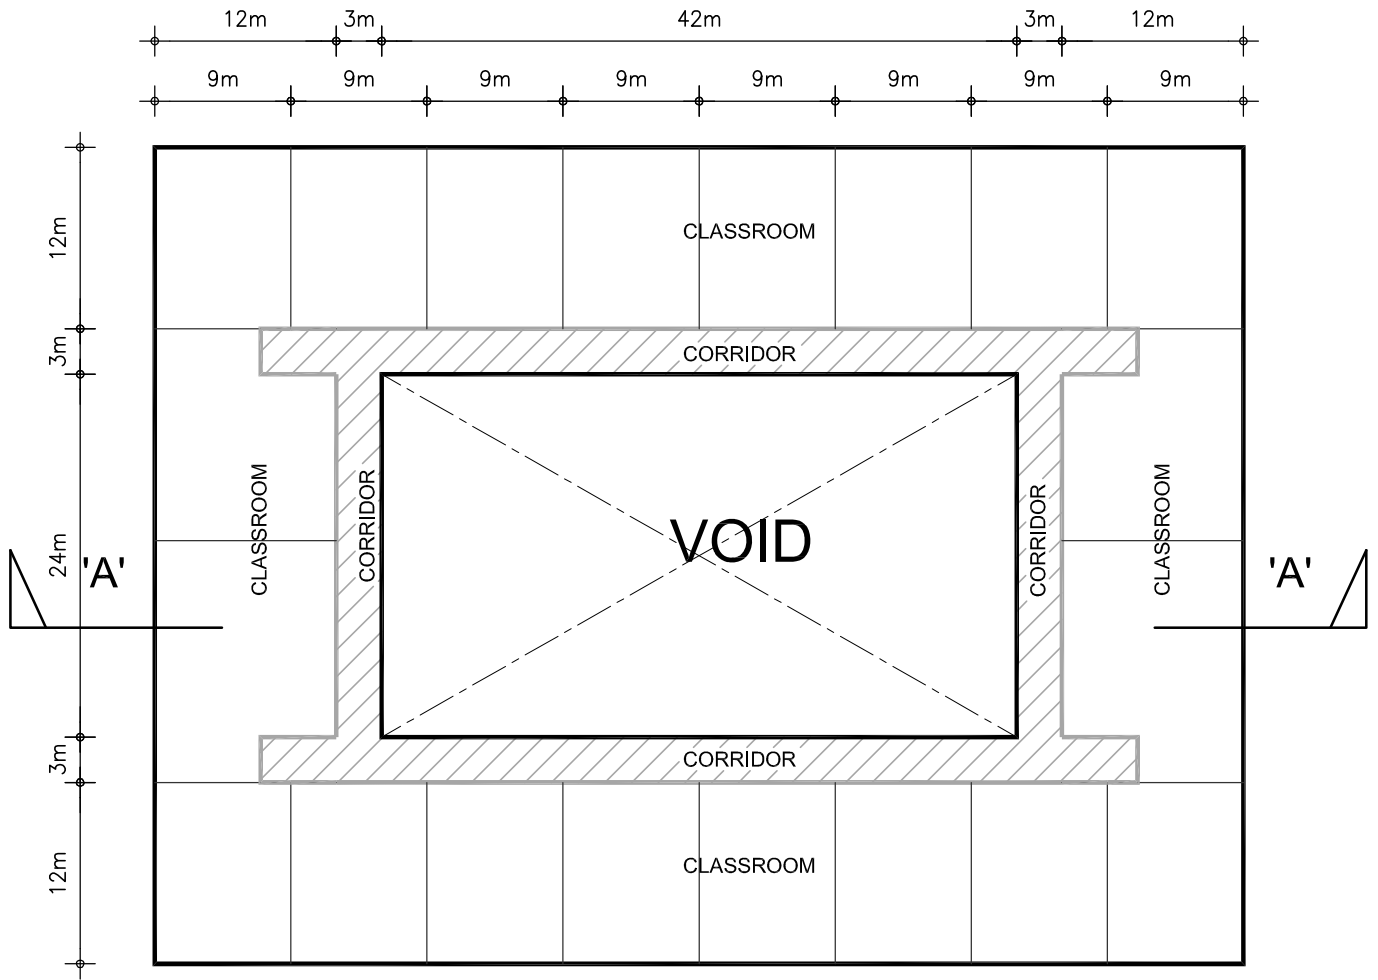 12m 3m 42m 3m 12m
9m 9m 9m 9m 9m 9m 9m 9m
12m
CLASSROOM
3m
CORRIDOR
24m
'A'
CLASSROOM
CORRIDOR
VOID
CORRIDOR
CLASSROOM
'A'
3m
CORRIDOR
12m
CLASSROOM